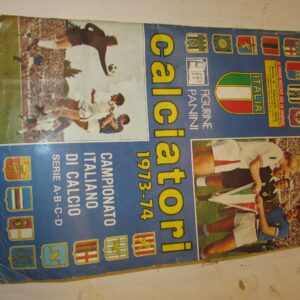 calciatori
1973-74
FIGURINE
PANINI
ITALIA
CAMPIONATO
ITALIANO
DI CALCIO
SERIE A-B-C-D